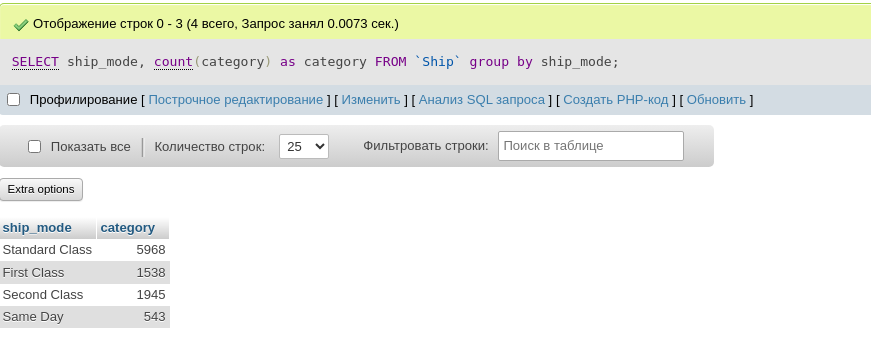 Отображение строк 0 - 3 (4 всего, Запрос занял 0.0073 сек.)
SELECT ship_mode, count(category) as category FROM `Ship` group by ship_mode;
Профилирование [ Построчное редактирование ] [ Изменить ] [ Анализ SQL запроса ] [ Создать PHP-код ] [ Обновить ]
Показать все Количество строк: 25 Фильтровать строки: Поиск в таблице
Extra options
ship_mode category
Standard Class 5968
First Class 1538
Second Class 1945
Same Day 543